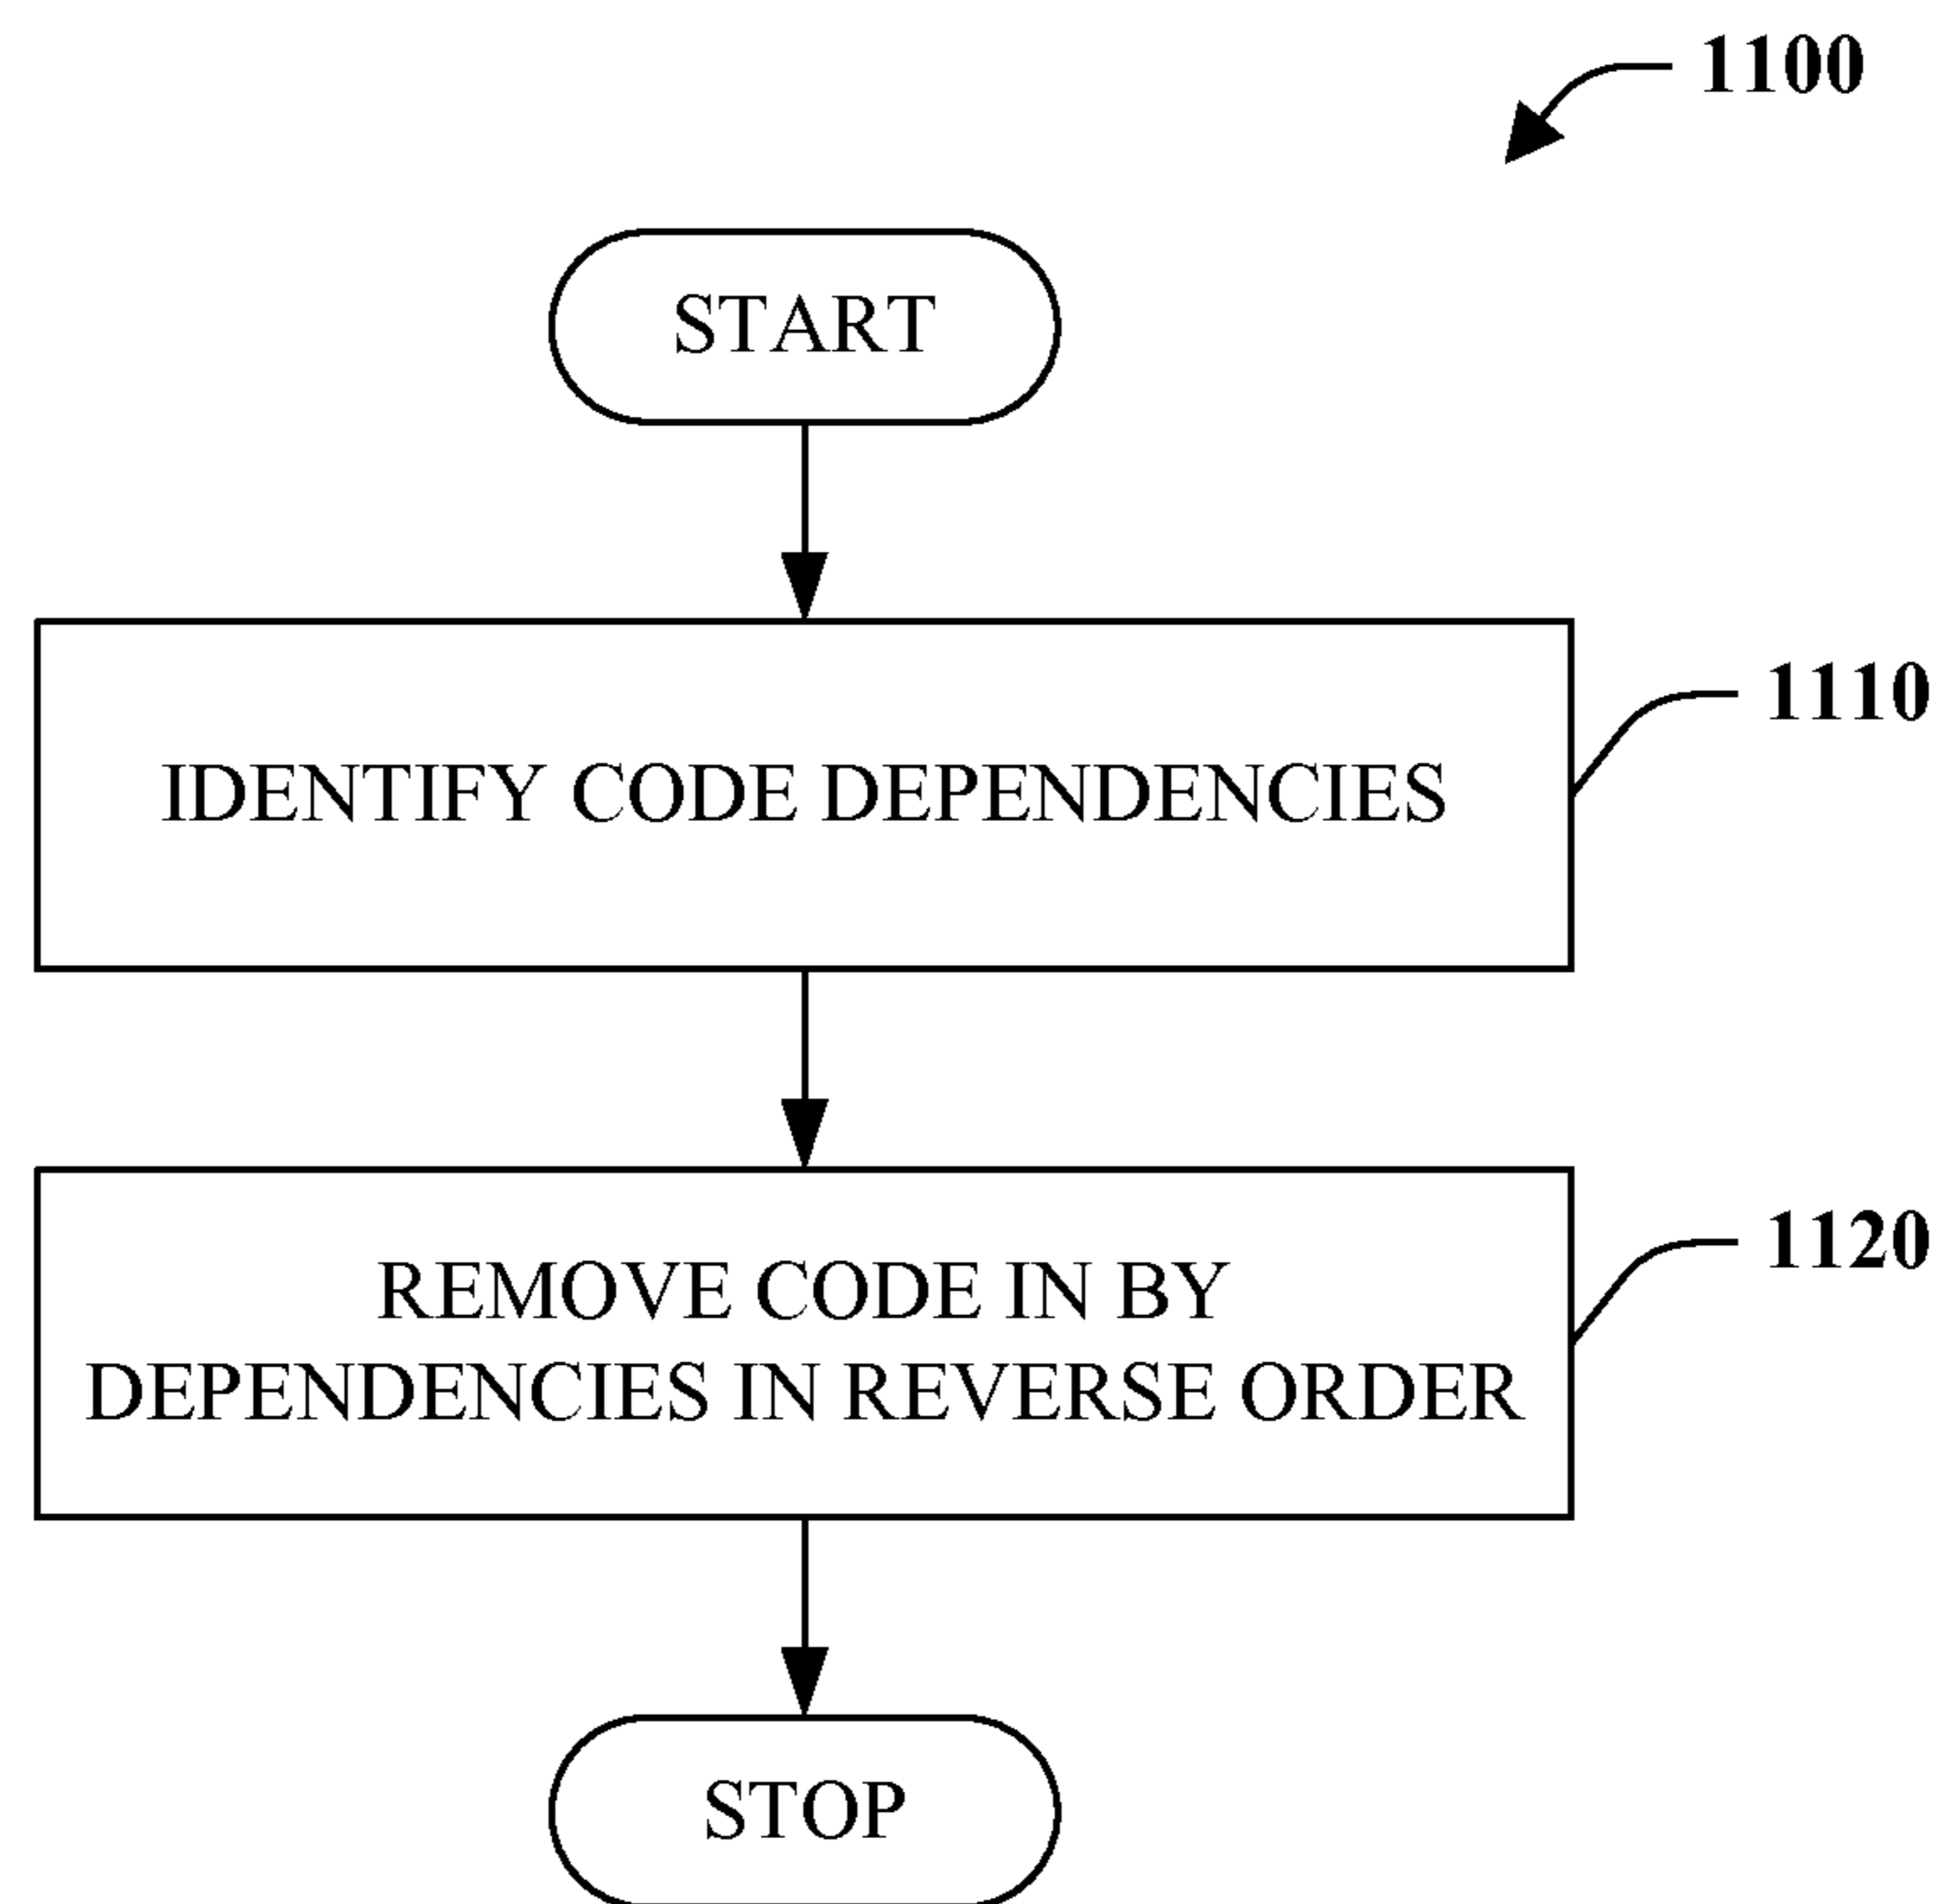 1100
START
IDENTIFY CODE DEPENDENCIES
1110
REMOVE CODE IN BY
DEPENDENCIES IN REVERSE ORDER
1120
STOP